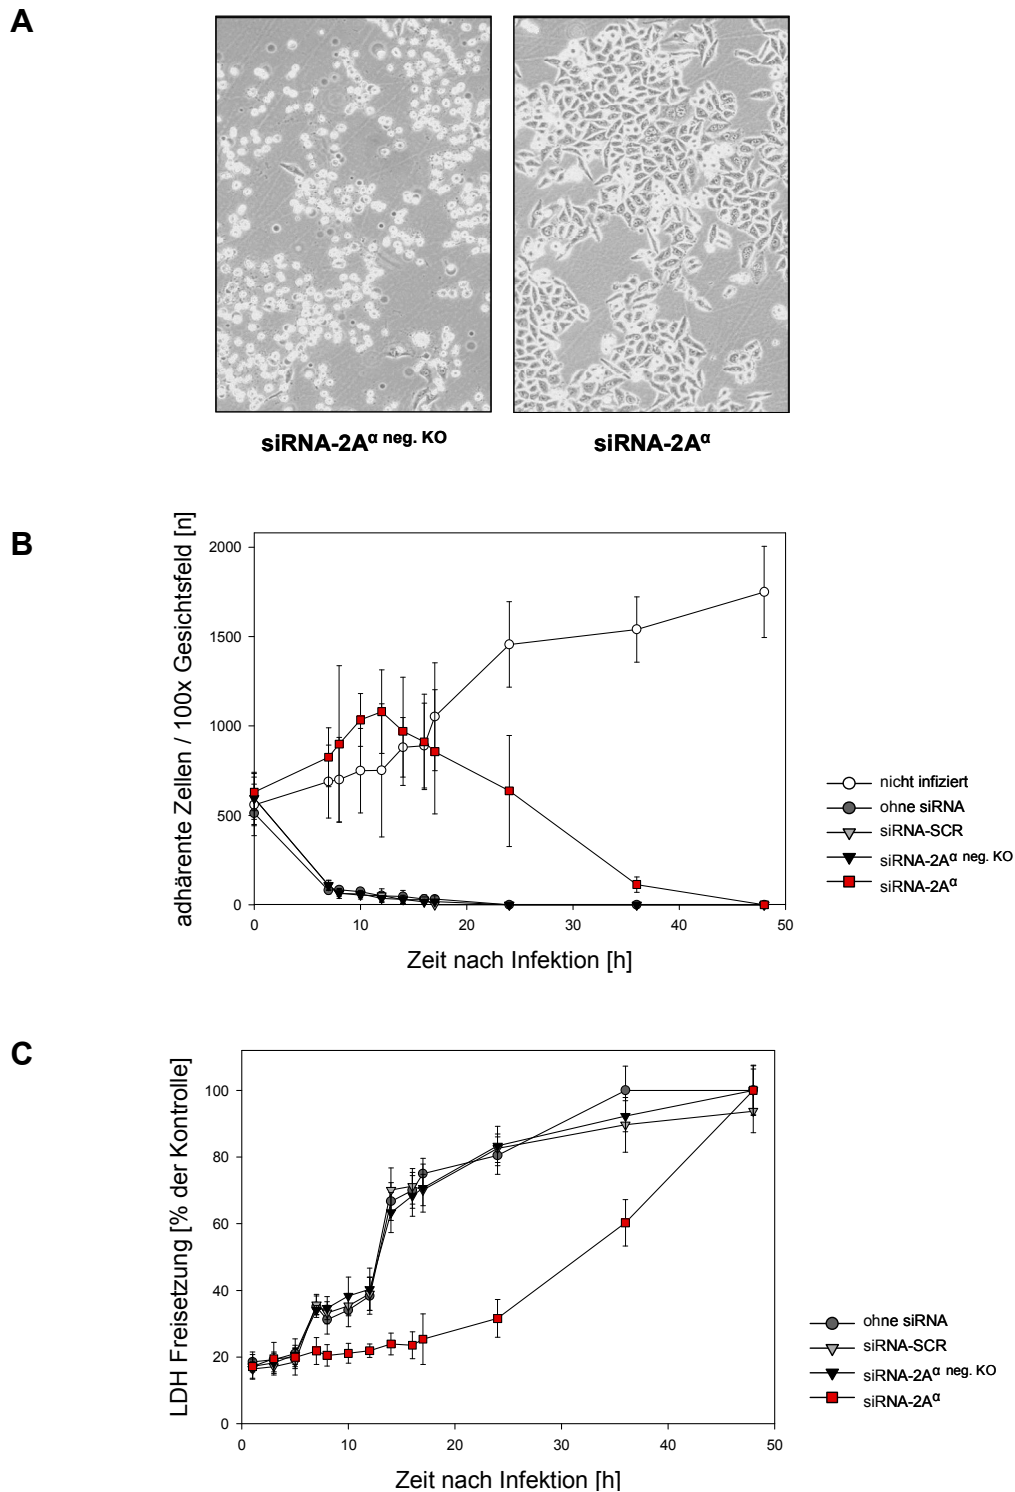 A
siRNA-2Aα neg. KO
siRNA-2Aα
B
adhärente Zellen / 100x Gesichtsfeld [n]
2000
1500
1000
500
0
0
10
20
30
40
50
Zeit nach Infektion [h]
nicht infiziert
ohne siRNA
siRNA-SCR
siRNA-2Aα neg. KO
siRNA-2Aα
C
LDH Freisetzung [% der Kontrolle]
100
80
60
40
20
0
0
10
20
30
40
50
Zeit nach Infektion [h]
ohne siRNA
siRNA-SCR
siRNA-2Aα neg. KO
siRNA-2Aα